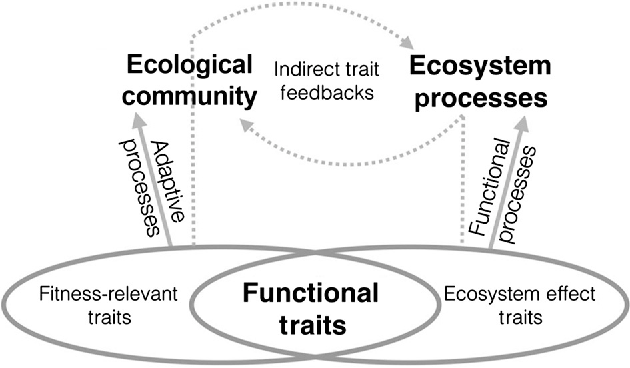 Ecological
community
Indirect trait
feedbacks
Ecosystem
processes
Adaptive
processes
Functional
processes
Fitness-relevant
traits
Functional
traits
Ecosystem effect
traits